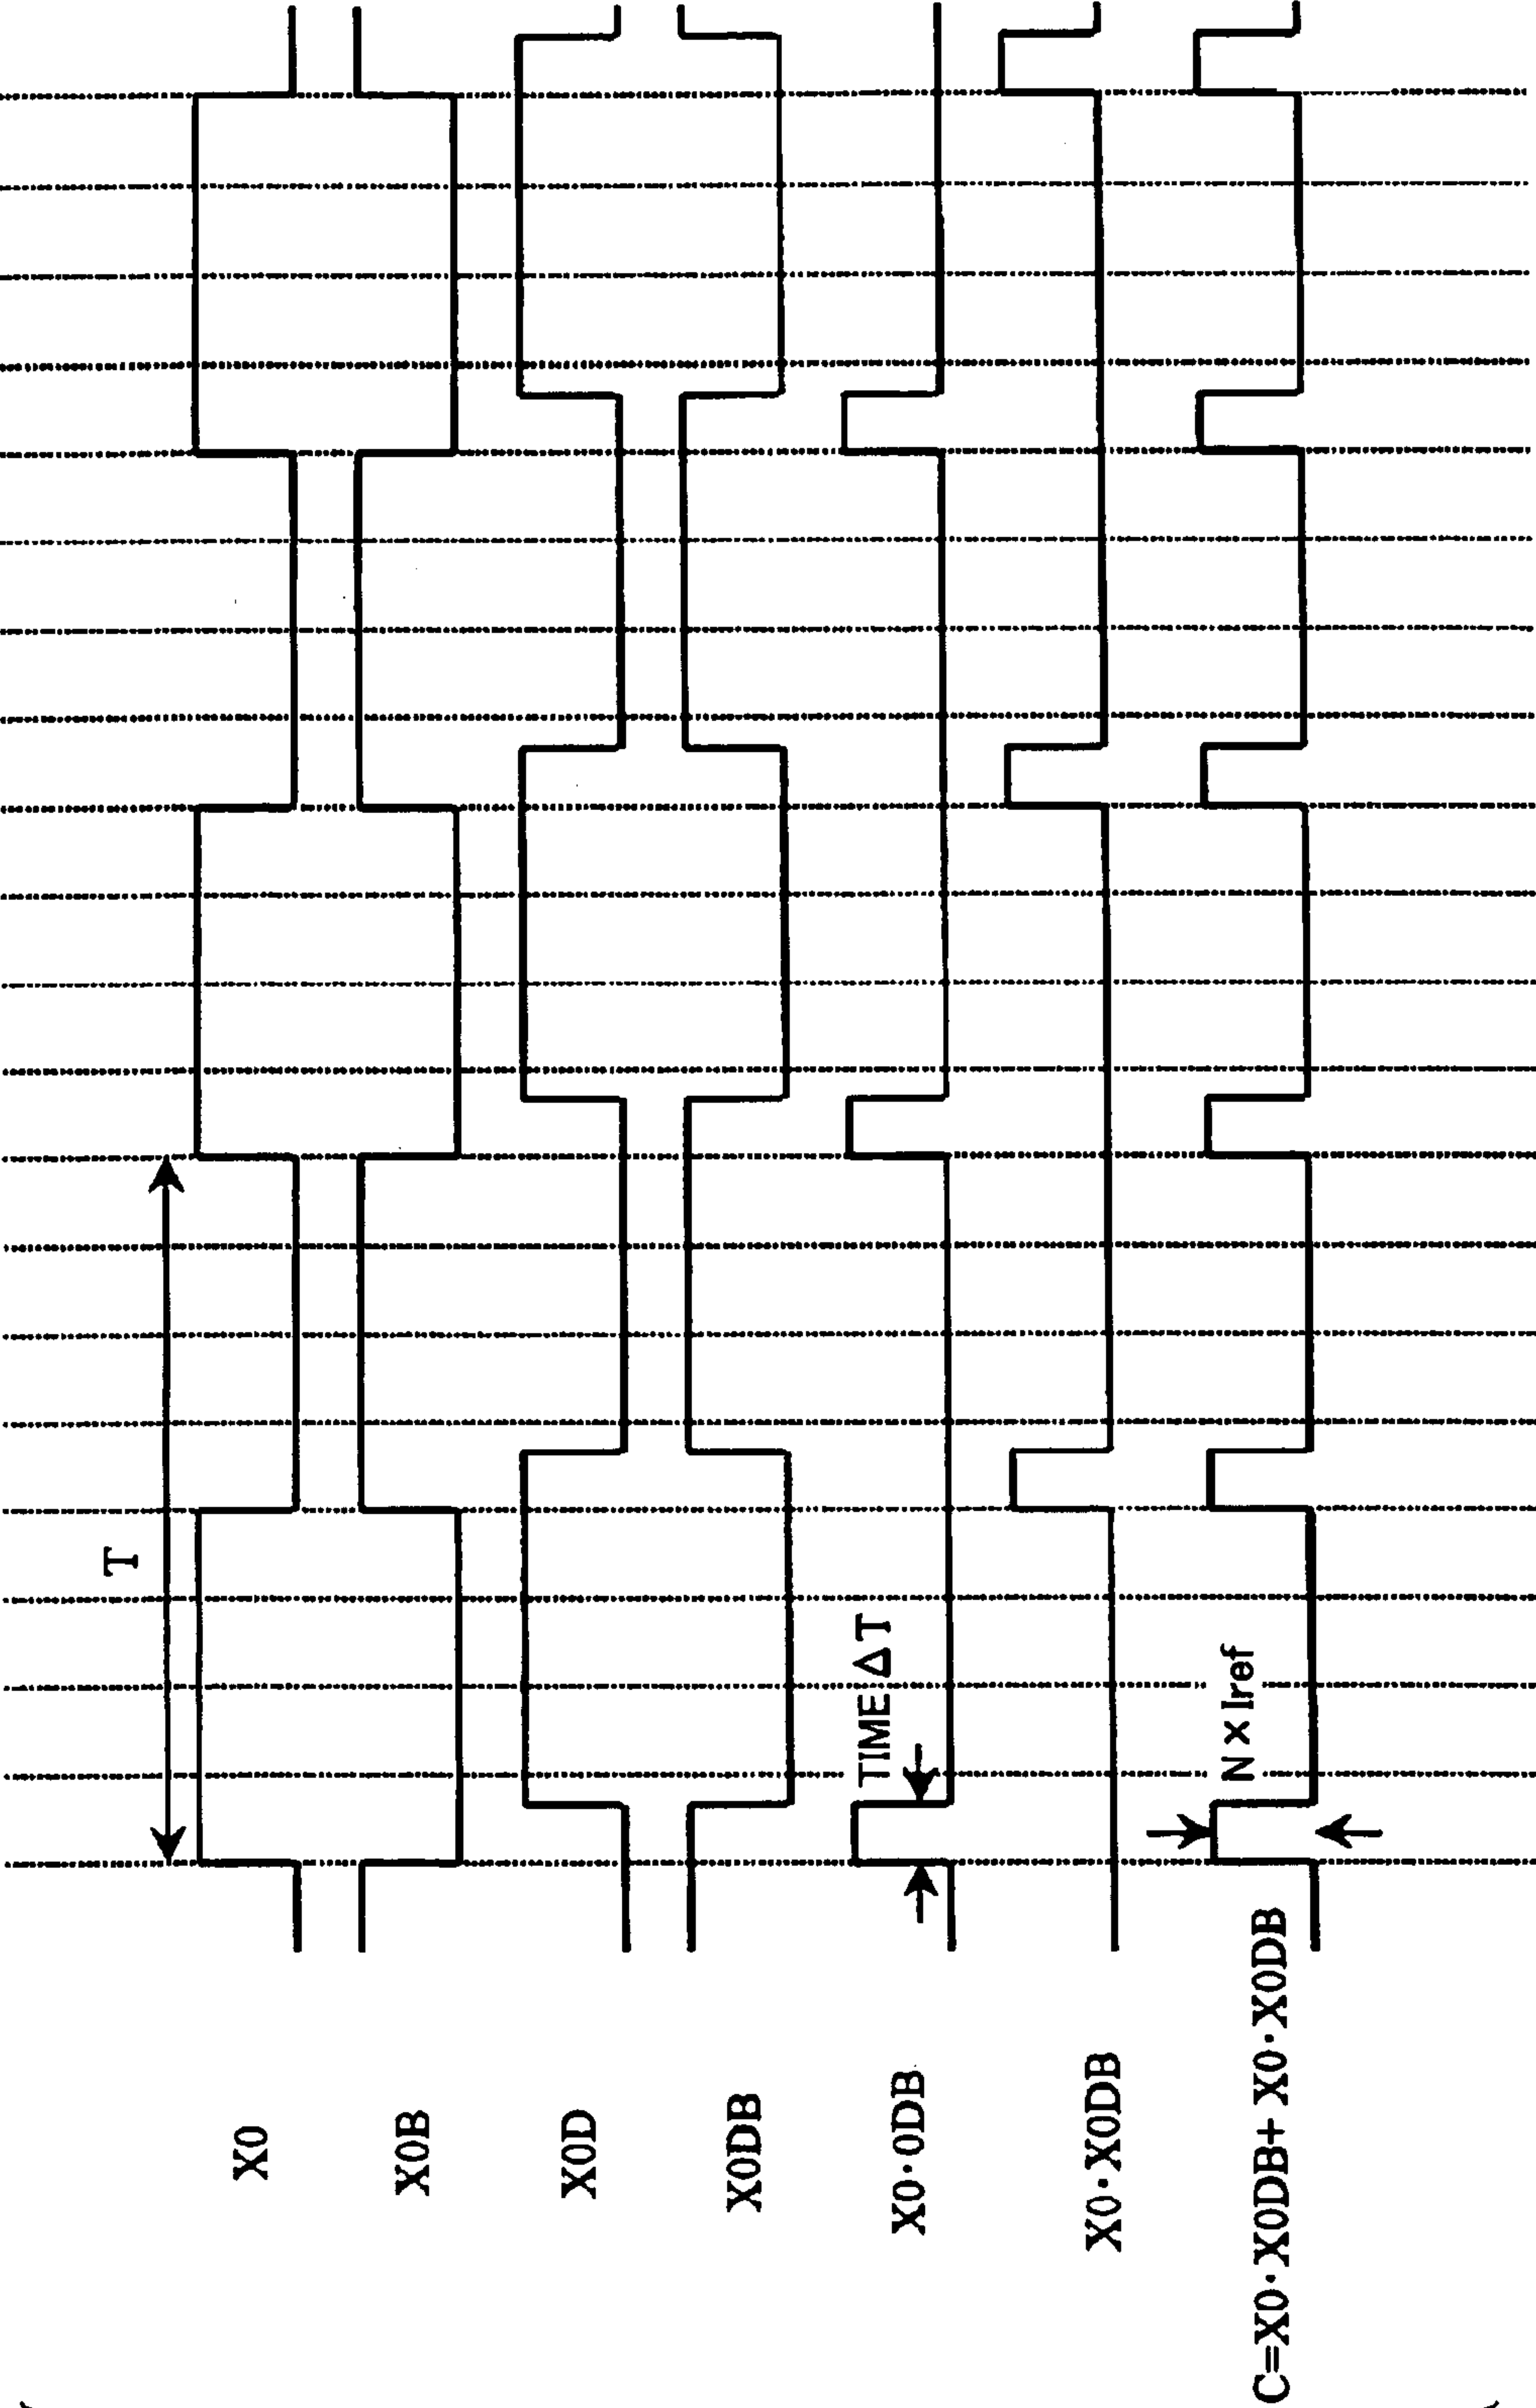 T
X0
X0B
X0D
X0DB
X0·0DB
TIME ΔT
X0·X0DB
C=X0·X0DB+ X0·X0DB
N × Iref